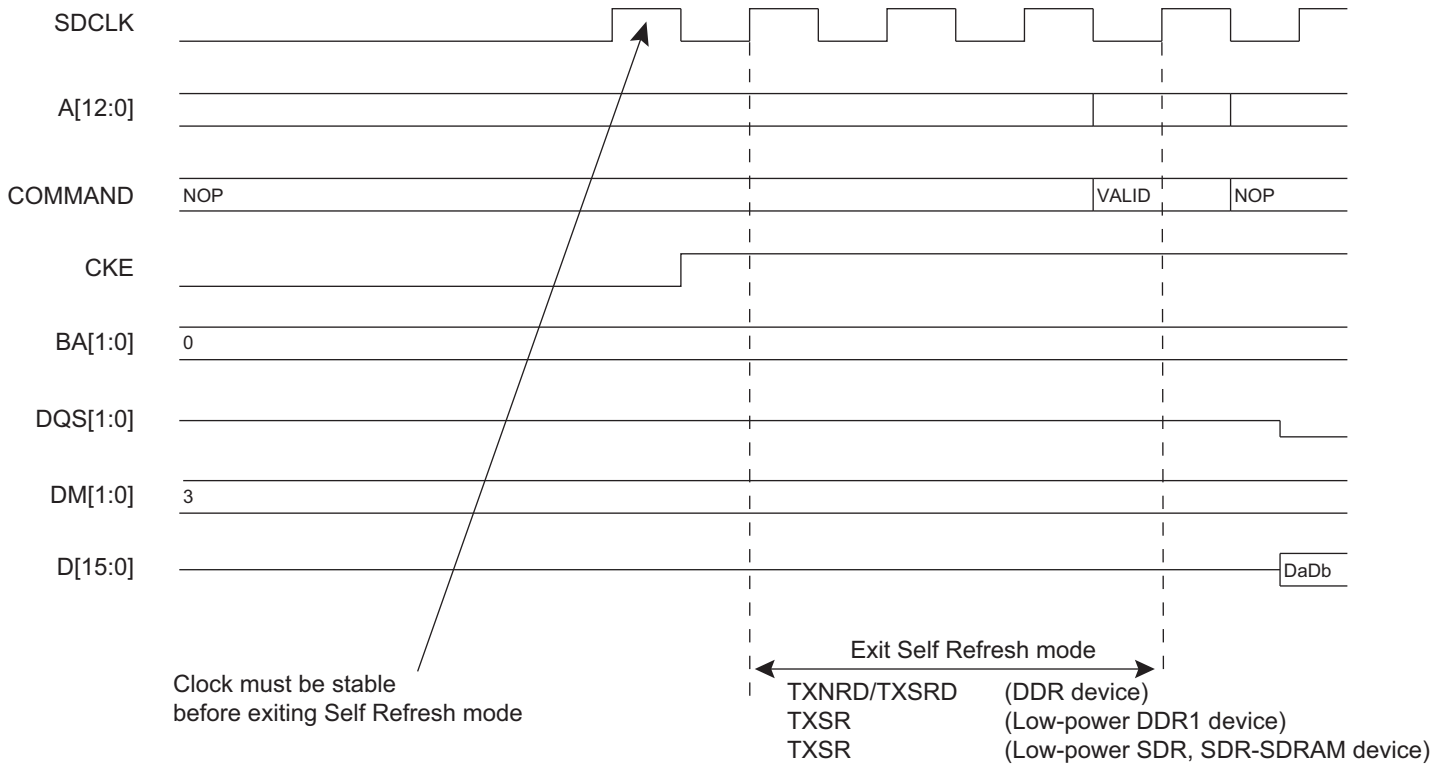 SDCLK
A[12:0]
COMMAND NOP VALID NOP
CKE
BA[1:0] 0
DQS[1:0]
DM[1:0] 3
D[15:0] DaDb
Clock must be stable
before exiting Self Refresh mode
Exit Self Refresh mode
TXNRD/TXSRD (DDR device)
TXSR (Low-power DDR1 device)
TXSR (Low-power SDR, SDR-SDRAM device)